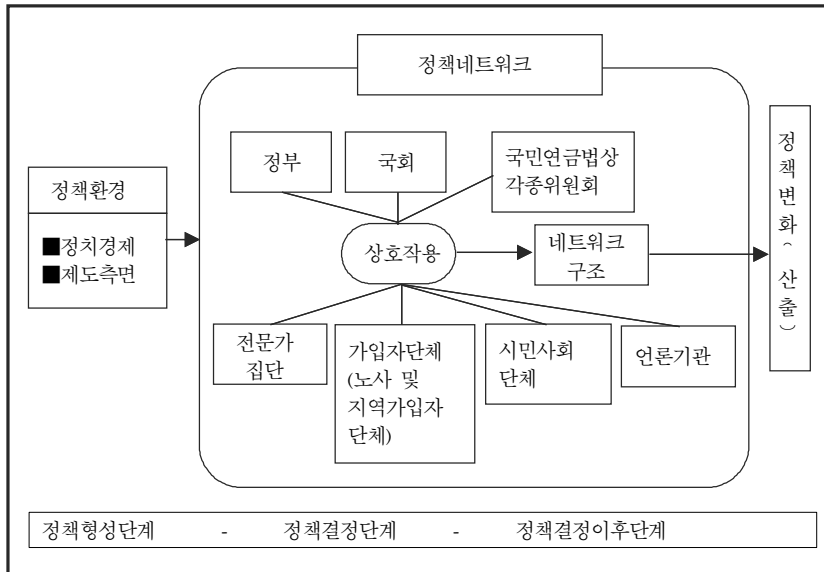 정책네트워크
정부
국회
국민연금법상
각종위원회
정책환경
■정치경제
■제도측면
상호작용
네트워크
구조
정책변화(산출)
전문가
집단
가입자단체
(노사 및
지역가입자
단체)
시민사회
단체
언론기관
정책형성단계 - 정책결정단계 - 정책결정이후단계